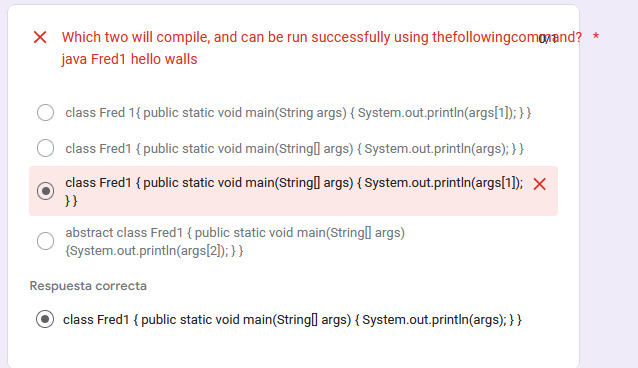 Which two will compile, and can be run successfully using thefollowingcommand? *
0/1
java Fred1 hello walls
class Fred 1{ public static void main(String args) { System.out.println(args[1]); } }
class Fred1 { public static void main(String[] args) { System.out.println(args); } }
class Fred1 { public static void main(String[] args) { System.out.println(args[1]);
} }
abstract class Fred1 { public static void main(String[] args)
{System.out.println(args[2]); } }
Respuesta correcta
class Fred1 { public static void main(String[] args) { System.out.println(args); } }